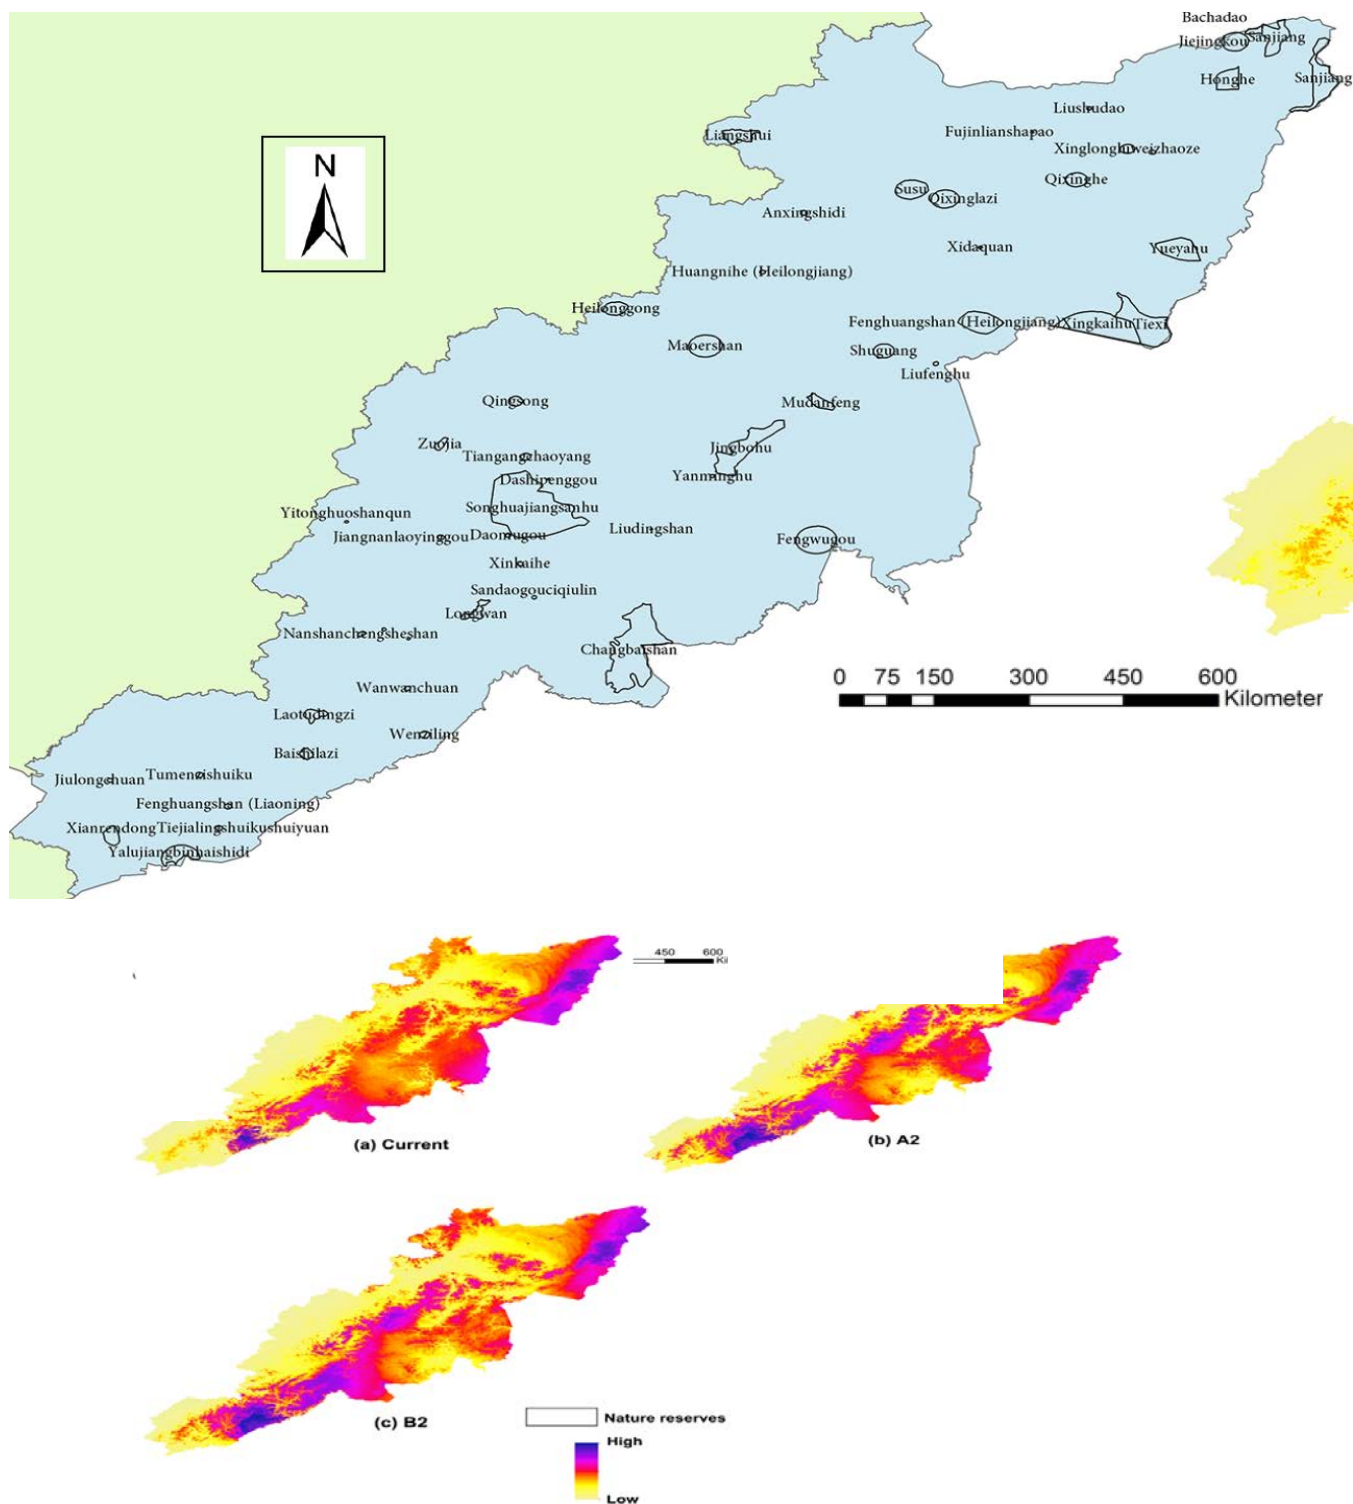 Bachadao
Jiejingkou
Sanjiang
Honghe
Sanjiang
Liushudao
Liangshui
Fujinlianshapao
Xinglonghiweizhaoze
Qixinghe
Susu
Qixinglazi
Anxingshidi
Xidaquan
Yueyahu
Huangnihe (Heilongjiang)
Heilonggong
Fenghuangshan (Heilongjiang)
Xingkaihu
Tiexi
Maoershan
Shuguang
Liufenghu
Qingsong
Mudanfeng
Zuojia
Jingbohu
Tiangangzhaoyang
Yanminghu
Dashipenggou
Songhuajiangsanhu
Yitonghuoshanqun
Liudingshan
Jiangnanlaoyinggou
Daomugou
Fengwugou
Xinkaihe
Sandaogouciqiulin
Longwan
Nanshanchengsheshan
Changbaishan
Wanwanchuan
Laotudingzi
Wenziling
Baishilazi
Jiulongchuan
Tumenzishuiku
Fenghuangshan (Liaoning)
Xianrendong
Tiejialingshuikushuiyuan
Yalujiangbinhaishidi
N
0 75 150 300 450 600
Kilometer
450 600
Ki
(a) Current
(b) A2
(c) B2
Nature reserves
High
Low